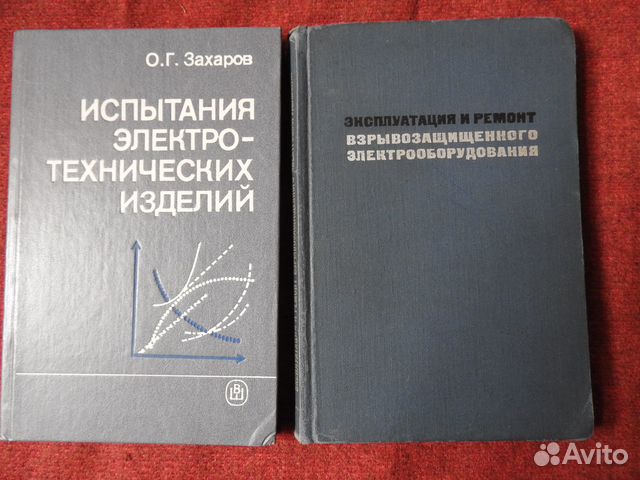 О.Г. Захаров
ИСПЫТАНИЯ
ЭЛЕКТРО-
ТЕХНИЧЕСКИХ
ИЗДЕЛИЙ
ЭКСПЛУАТАЦИЯ И РЕМОНТ
ВЗРЫВОЗАЩИЩЕННОГО
ЭЛЕКТРООБОРУДОВАНИЯ
Avito